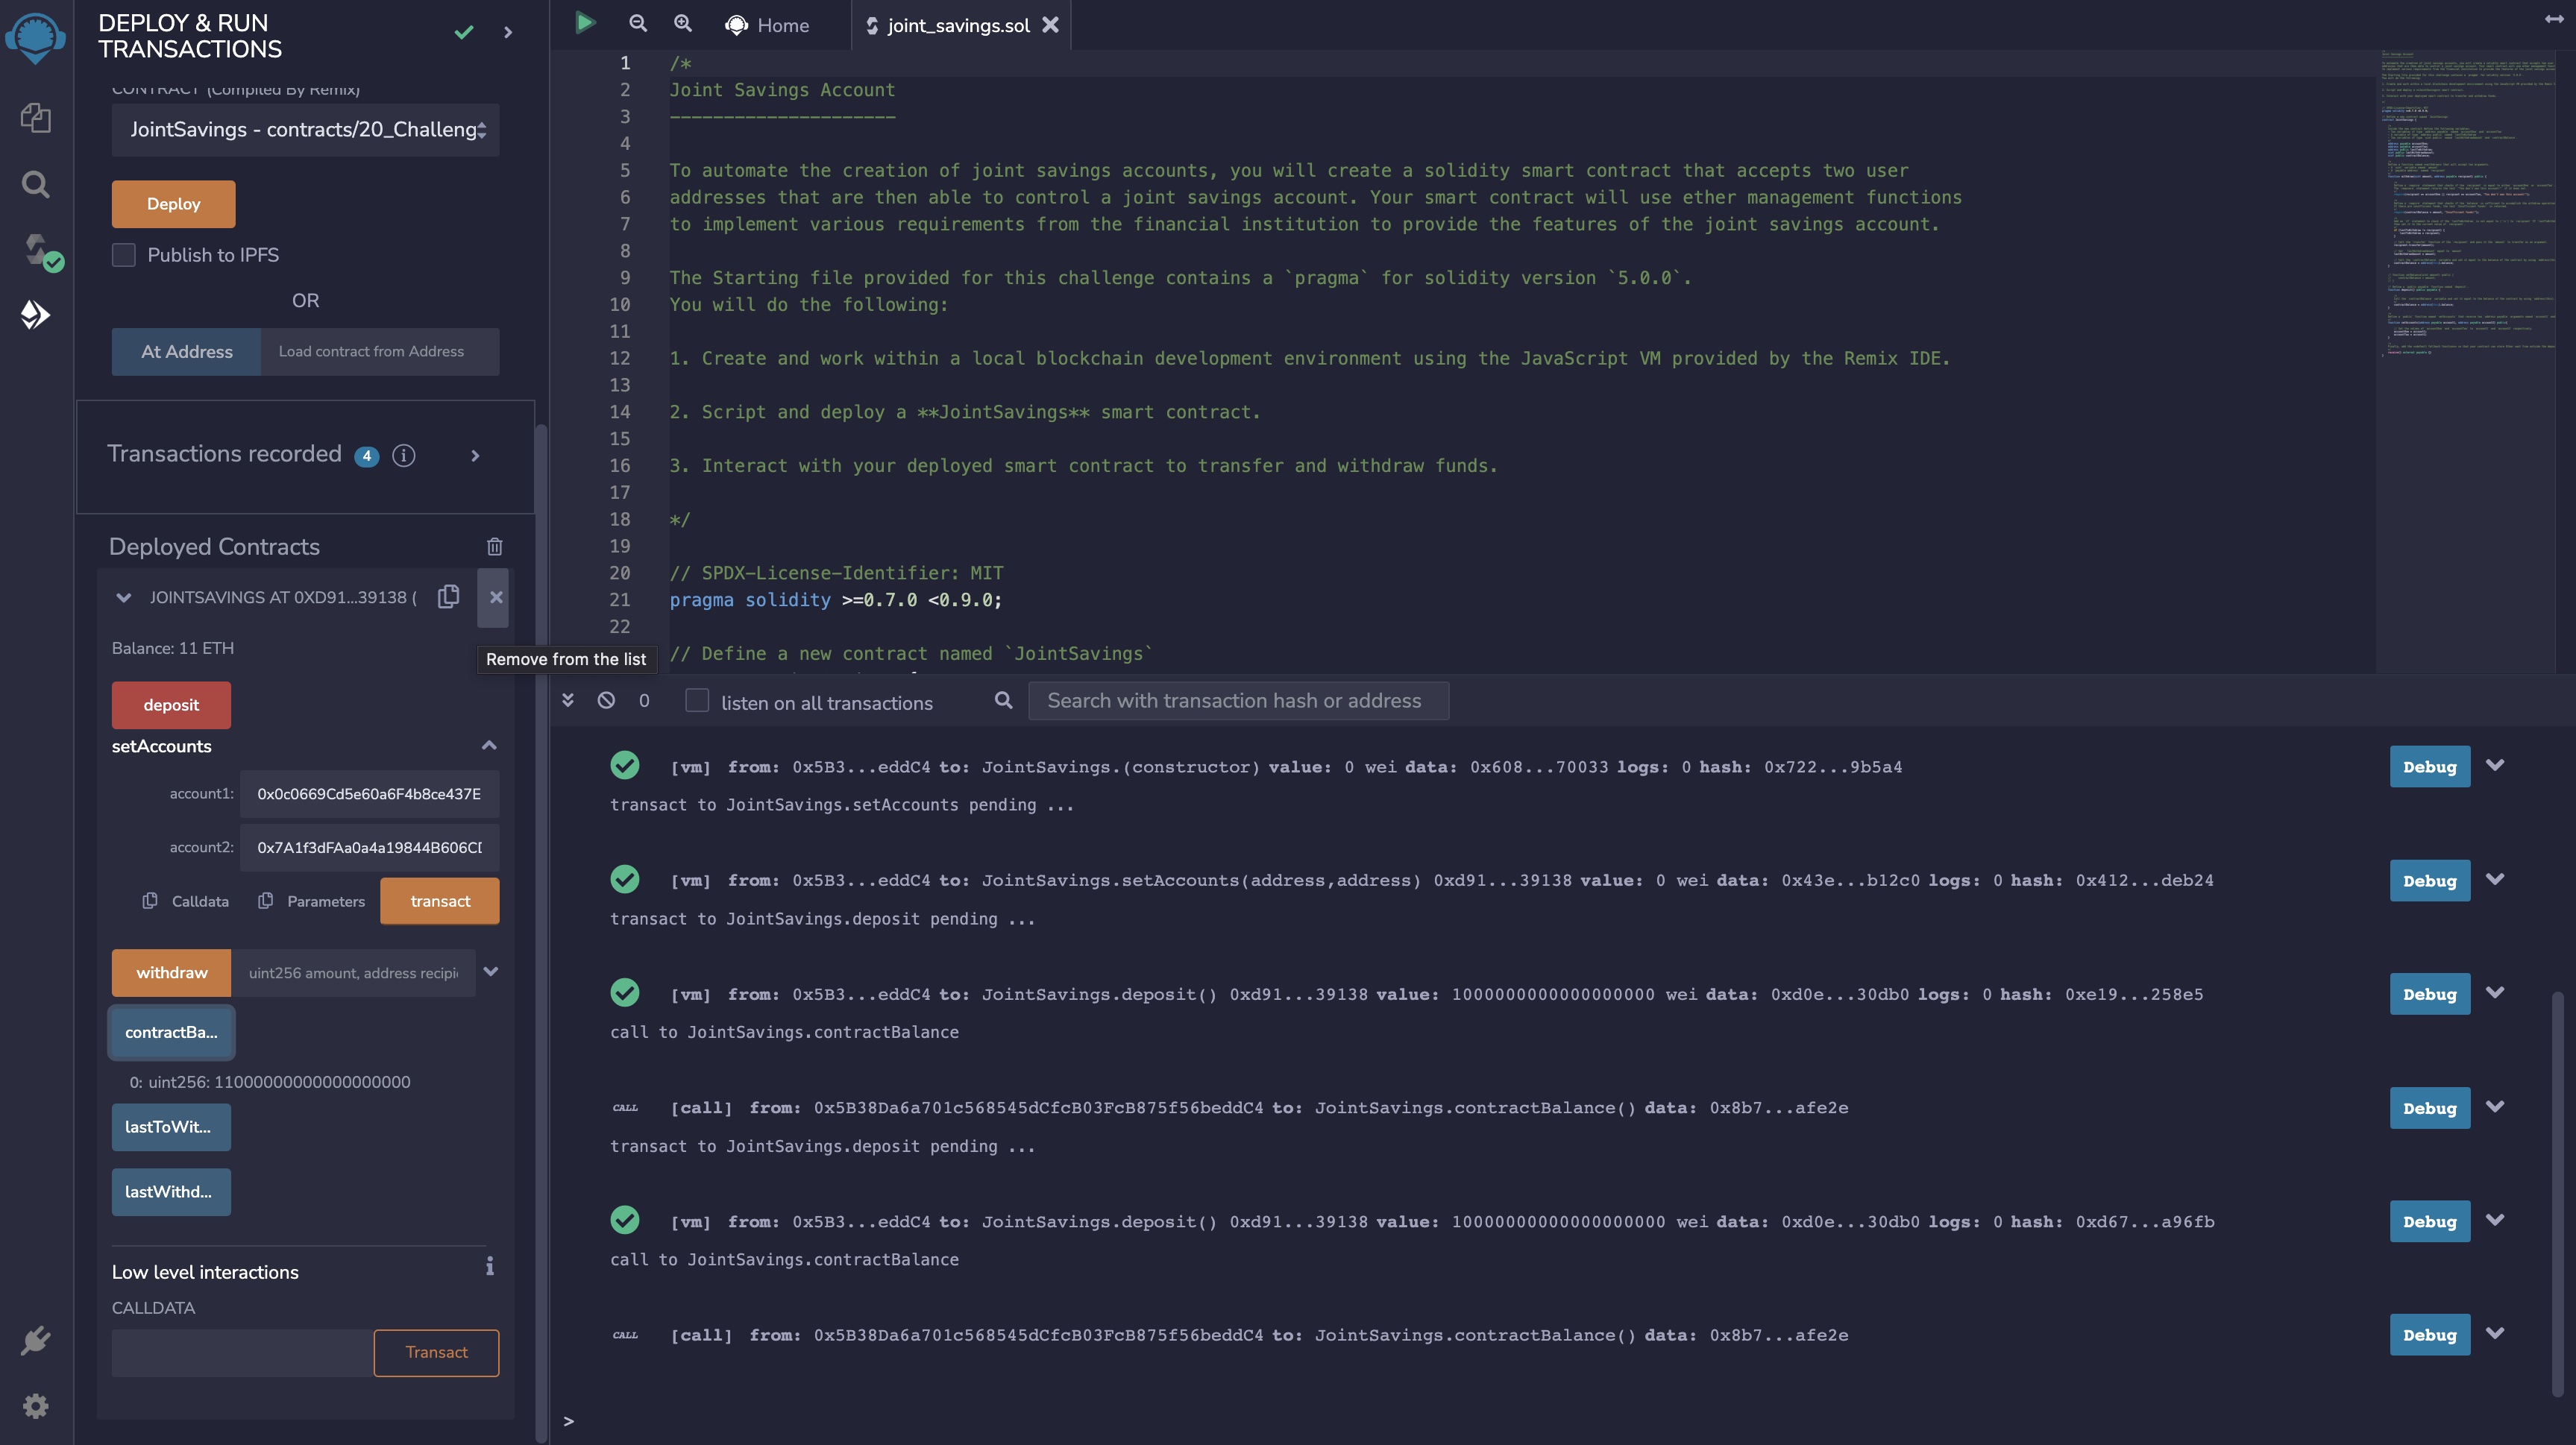 DEPLOY & RUN
TRANSACTIONS
CONTRACT (Compiled By Remix)
JointSavings - contracts/20_Challeng
Deploy
Publish to IPFS
OR
At Address
Load contract from Address
Transactions recorded 4 i
Deployed Contracts
JOINTSAVINGS AT 0XD91...39138 (
Balance: 11 ETH
Remove from the list
deposit
setAccounts
account1: 0x0c0669Cd5e60a6F4b8ce437E
account2: 0x7A1f3dFAa0a4a19844B606CD
Calldata
Parameters
transact
withdraw
uint256 amount, address recipi
contractBa...
0: uint256: 11000000000000000000
lastToWit...
lastWithd...
Low level interactions
CALLDATA
Transact
Home
joint_savings.sol
1 /*
2 Joint Savings Account
3 ---------------------
4
5 To automate the creation of joint savings accounts, you will create a solidity smart contract that accepts two user
6 addresses that are then able to control a joint savings account. Your smart contract will use ether management functions
7 to implement various requirements from the financial institution to provide the features of the joint savings account.
8
9 The Starting file provided for this challenge contains a `pragma` for solidity version `5.0.0`.
10 You will do the following:
11
12 1. Create and work within a local blockchain development environment using the JavaScript VM provided by the Remix IDE.
13
14 2. Script and deploy a **JointSavings** smart contract.
15
16 3. Interact with your deployed smart contract to transfer and withdraw funds.
17
18 */
19
20 // SPDX-License-Identifier: MIT
21 pragma solidity >=0.7.0 <0.9.0;
22
// Define a new contract named `JointSavings`
0
listen on all transactions
Search with transaction hash or address
[vm] from: 0x5B3...eddC4 to: JointSavings.(constructor) value: 0 wei data: 0x608...70033 logs: 0 hash: 0x722...9b5a4
Debug
transact to JointSavings.setAccounts pending ...
[vm] from: 0x5B3...eddC4 to: JointSavings.setAccounts(address,address) 0xd91...39138 value: 0 wei data: 0x43e...b12c0 logs: 0 hash: 0x412...deb24
Debug
transact to JointSavings.deposit pending ...
[vm] from: 0x5B3...eddC4 to: JointSavings.deposit() 0xd91...39138 value: 1000000000000000000 wei data: 0xd0e...30db0 logs: 0 hash: 0xe19...258e5
Debug
call to JointSavings.contractBalance
CALL [call] from: 0x5B38Da6a701c568545dCfcB03FcB875f56beddC4 to: JointSavings.contractBalance() data: 0x8b7...afe2e
Debug
transact to JointSavings.deposit pending ...
[vm] from: 0x5B3...eddC4 to: JointSavings.deposit() 0xd91...39138 value: 10000000000000000000 wei data: 0xd0e...30db0 logs: 0 hash: 0xd67...a96fb
Debug
call to JointSavings.contractBalance
CALL [call] from: 0x5B38Da6a701c568545dCfcB03FcB875f56beddC4 to: JointSavings.contractBalance() data: 0x8b7...afe2e
Debug
>